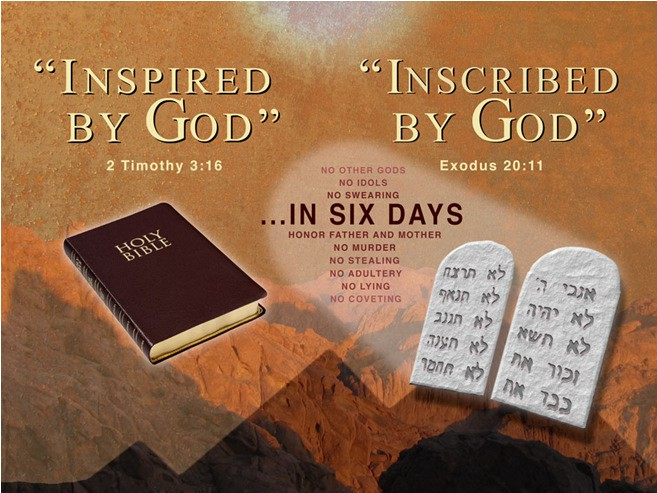 “INSPIRED
BY GOD”
2 Timothy 3:16
“INSCRIBED
BY GOD”
Exodus 20:11
NO OTHER GODS
NO IDOLS
NO SWEARING
...IN SIX DAYS
HONOR FATHER AND MOTHER
NO MURDER
NO STEALING
NO ADULTERY
NO LYING
NO COVETING
HOLY
BIBLE
אנכי ה'
לא יהיה
לא תשא
זכור את
כבד את
לא תרצח
לא תנאף
לא תגנב
לא תענה
לא תחמד